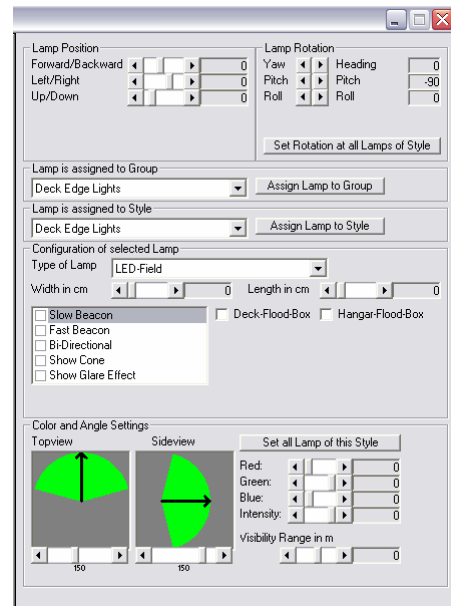 Lamp Position
Forward/Backward 0
Left/Right 0
Up/Down 0
Lamp Rotation
Yaw Heading 0
Pitch Pitch -90
Roll Roll 0
Set Rotation at all Lamps of Style
Lamp is assigned to Group
Deck Edge Lights Assign Lamp to Group
Lamp is assigned to Style
Deck Edge Lights Assign Lamp to Style
Configuration of selected Lamp
Type of Lamp LED-Field
Width in cm 0 Length in cm 0
Slow Beacon Deck-Flood-Box Hangar-Flood-Box
Fast Beacon
Bi-Directional
Show Cone
Show Glare Effect
Color and Angle Settings
Topview Sideview Set all Lamp of this Style
Red: 0
Green: 0
Blue: 0
Intensity: 0
Visibility Range in m
0
150 150